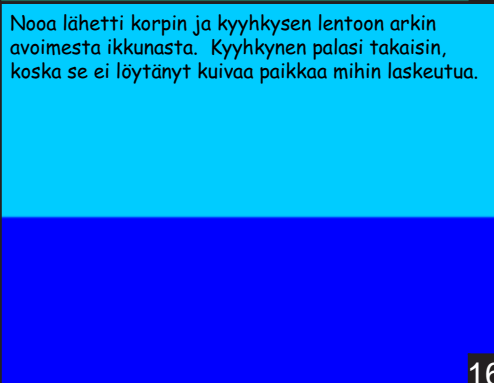 Nooa lähetti korpin ja kyyhkysen lentoon arkin
avoimesta ikkunasta. Kyyhkynen palasi takaisin,
koska se ei löytänyt kuivaa paikkaa mihin laskeutua.
16